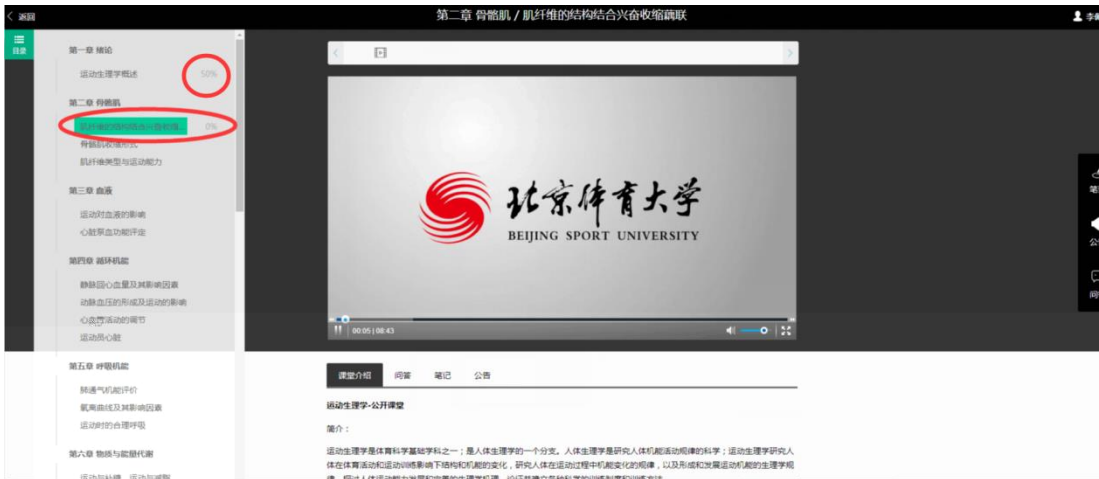 返回
第二章 骨骼肌 / 肌纤维的结构结合兴奋收缩藕联
目录
第一章 绪论
运动生理学概述 50%
第二章 骨骼肌
0%
骨骼肌收缩形式
肌纤维类型与运动能力
第三章 血液
运动对血液的影响
心脏泵血功能评定
第四章 循环机能
静脉回心血量及其影响因素
动脉血压的形成及运动的影响
心血管活动的调节
运动员心脏
第五章 呼吸机能
肺通气机能评价
氧离曲线及其影响因素
运动时的合理呼吸
第六章 物质与能量代谢
北京体育大学
BEIJING SPORT UNIVERSITY
00:05 | 08:43
课堂介绍 问答 笔记 公告
运动生理学-公开课堂
简介：
运动生理学是体育科学基础学科之一；是人体生理学的一个分支。人体生理学是研究人体机能活动规律的科学；运动生理学研究人
体在体育活动和运动训练影响下结构和机能的变化，研究人体在运动过程中机能变化的规律，以及形成和发展运动机能的生理学规